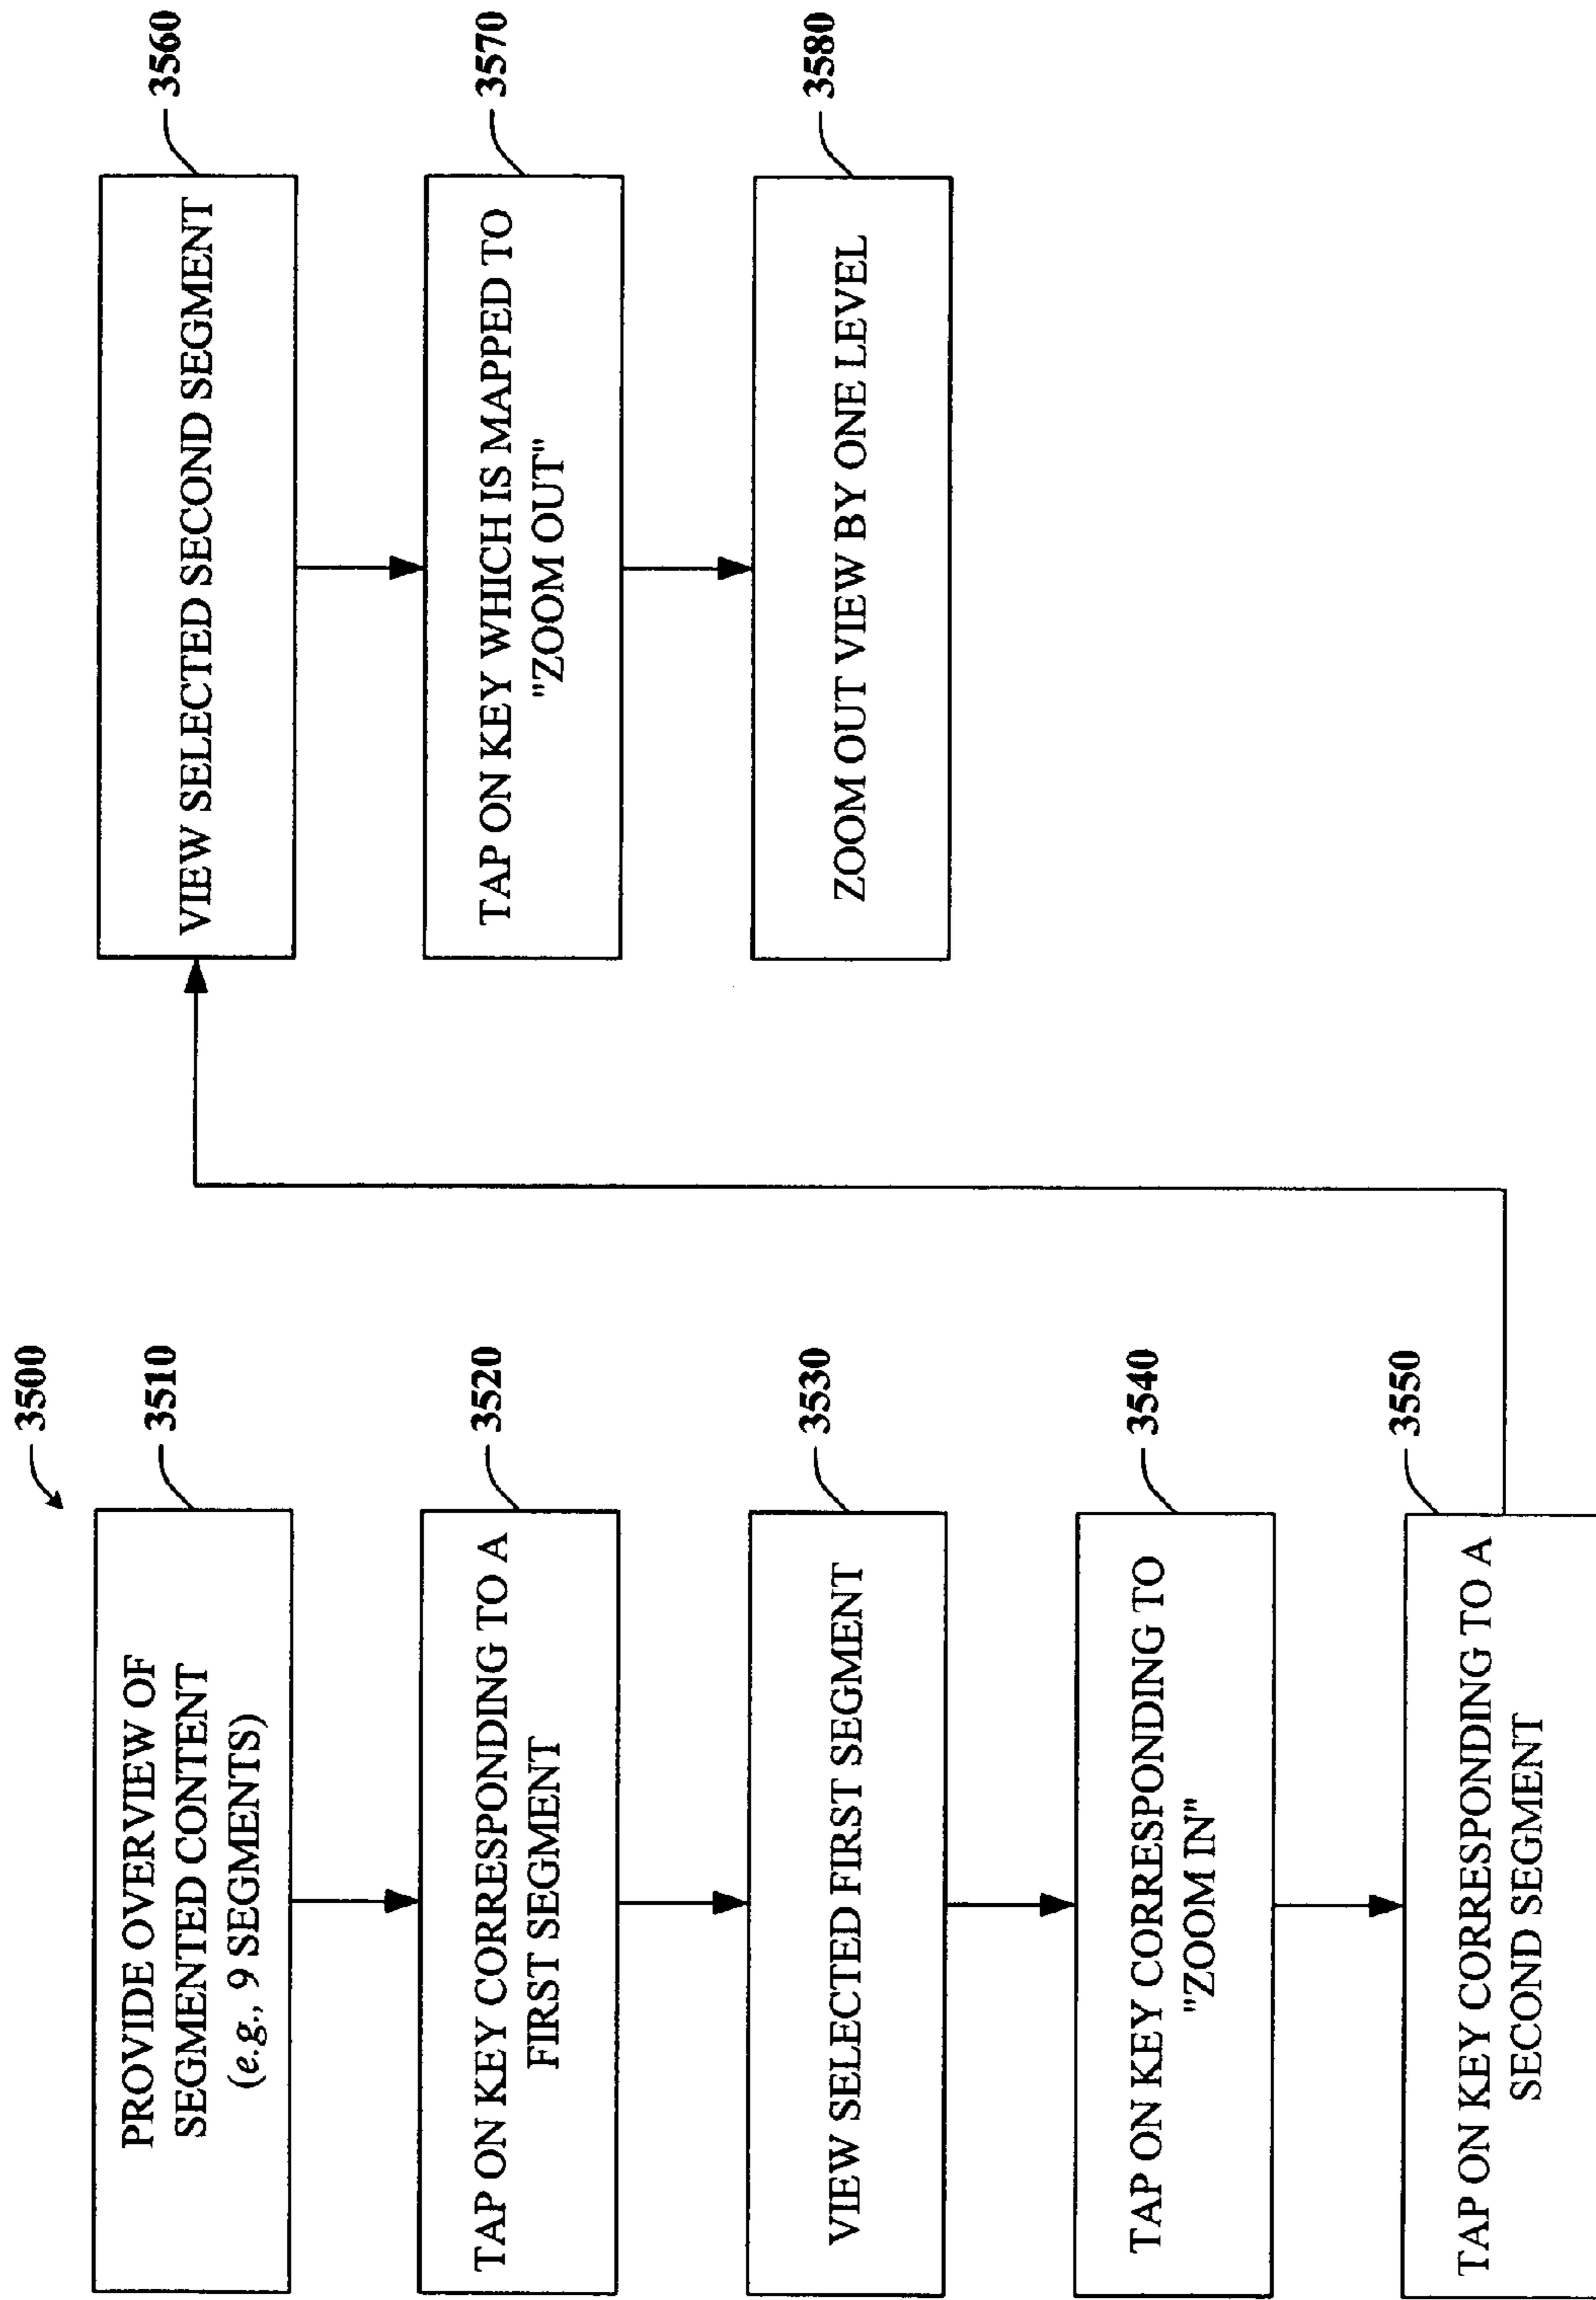 3500
PROVIDE OVERVIEW OF
SEGMENTED CONTENT
(e.g., 9 SEGMENTS)
3510
TAP ON KEY CORRESPONDING TO A
FIRST SEGMENT
3520
VIEW SELECTED FIRST SEGMENT
3530
TAP ON KEY CORRESPONDING TO
"ZOOM IN"
3540
TAP ON KEY CORRESPONDING TO A
SECOND SEGMENT
3550
VIEW SELECTED SECOND SEGMENT
3560
TAP ON KEY WHICH IS MAPPED TO
"ZOOM OUT"
3570
ZOOM OUT VIEW BY ONE LEVEL
3580